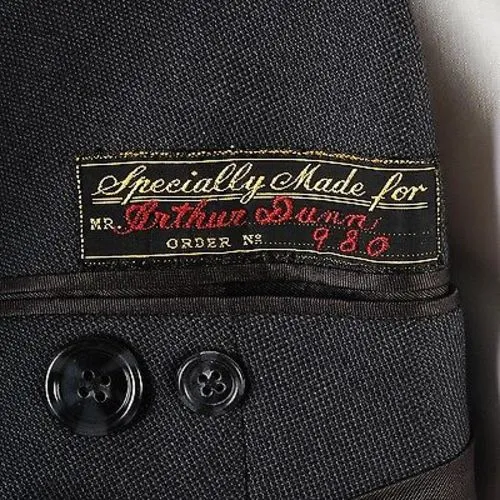 Specially Made for
MR. Arthur Dunn
ORDER Nº 980